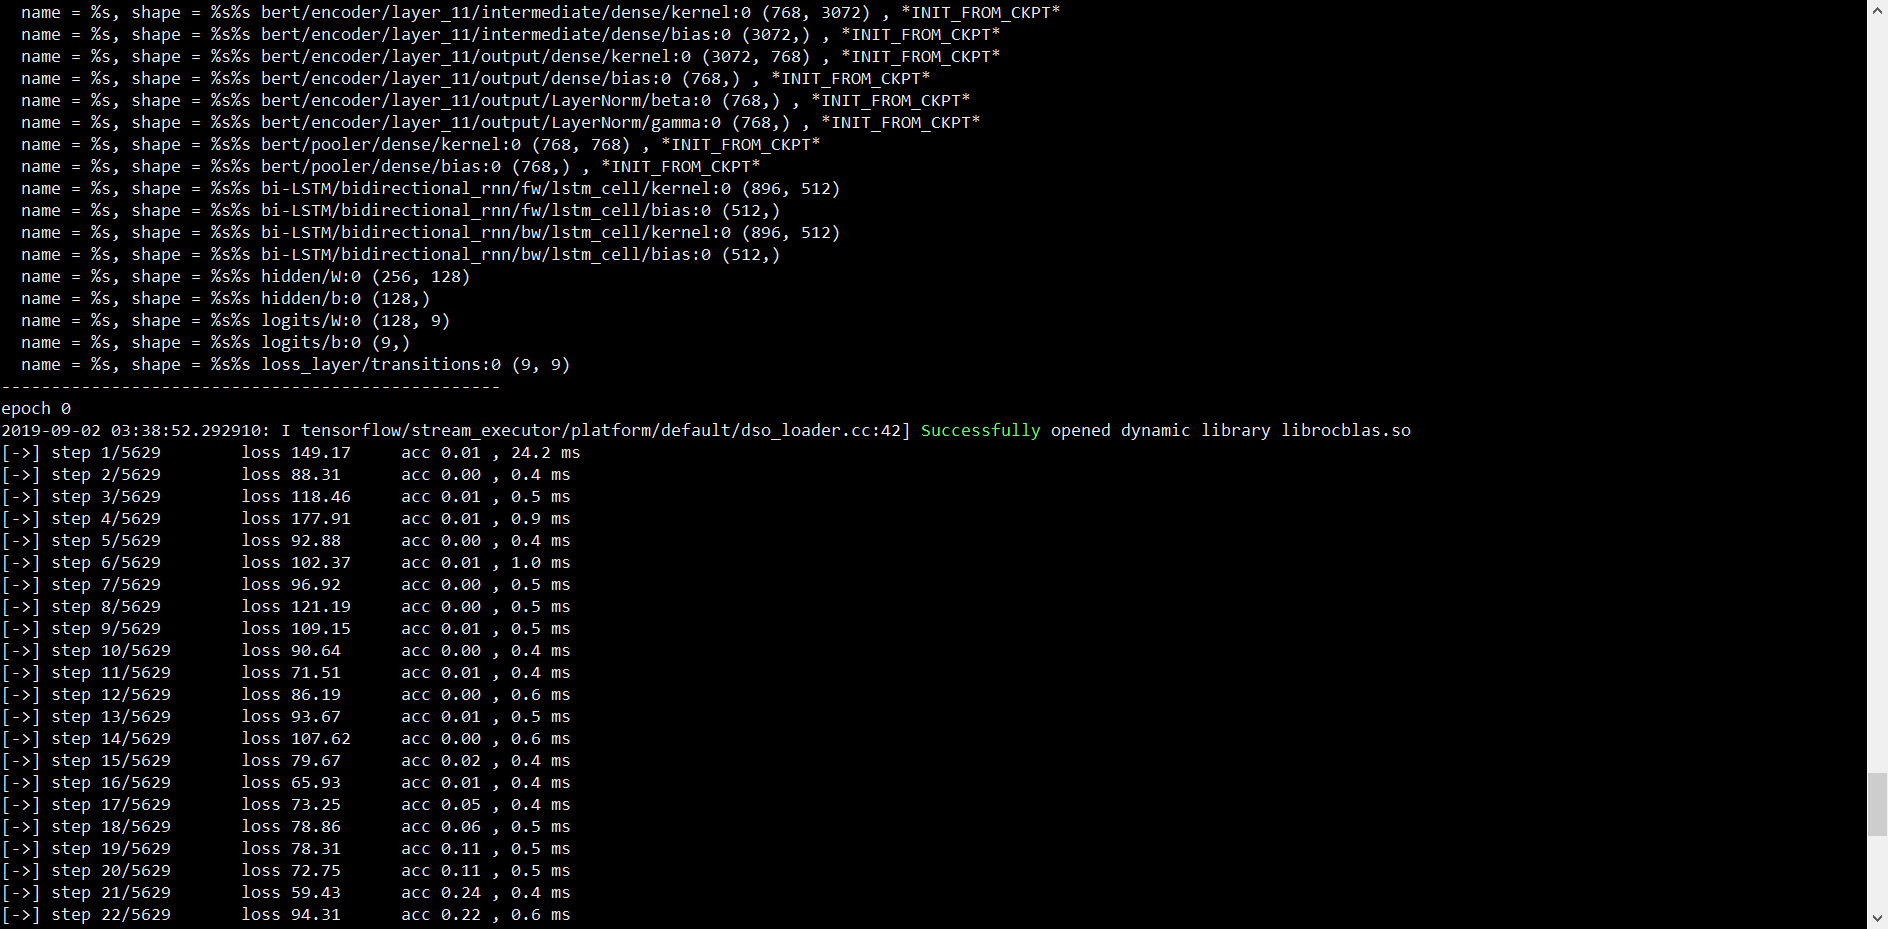 name = %s, shape = %s%s bert/encoder/layer_11/intermediate/dense/kernel:0 (768, 3072) , *INIT_FROM_CKPT*
name = %s, shape = %s%s bert/encoder/layer_11/intermediate/dense/bias:0 (3072,) , *INIT_FROM_CKPT*
name = %s, shape = %s%s bert/encoder/layer_11/output/dense/kernel:0 (3072, 768) , *INIT_FROM_CKPT*
name = %s, shape = %s%s bert/encoder/layer_11/output/dense/bias:0 (768,) , *INIT_FROM_CKPT*
name = %s, shape = %s%s bert/encoder/layer_11/output/LayerNorm/beta:0 (768,) , *INIT_FROM_CKPT*
name = %s, shape = %s%s bert/encoder/layer_11/output/LayerNorm/gamma:0 (768,) , *INIT_FROM_CKPT*
name = %s, shape = %s%s bert/pooler/dense/kernel:0 (768, 768) , *INIT_FROM_CKPT*
name = %s, shape = %s%s bert/pooler/dense/bias:0 (768,) , *INIT_FROM_CKPT*
name = %s, shape = %s%s bi-LSTM/bidirectional_rnn/fw/lstm_cell/kernel:0 (896, 512)
name = %s, shape = %s%s bi-LSTM/bidirectional_rnn/fw/lstm_cell/bias:0 (512,)
name = %s, shape = %s%s bi-LSTM/bidirectional_rnn/bw/lstm_cell/kernel:0 (896, 512)
name = %s, shape = %s%s bi-LSTM/bidirectional_rnn/bw/lstm_cell/bias:0 (512,)
name = %s, shape = %s%s hidden/W:0 (256, 128)
name = %s, shape = %s%s hidden/b:0 (128,)
name = %s, shape = %s%s logits/W:0 (128, 9)
name = %s, shape = %s%s logits/b:0 (9,)
name = %s, shape = %s%s loss_layer/transitions:0 (9, 9)
--------------------------------------------------
epoch 0
2019-09-02 03:38:52.292910: I tensorflow/stream_executor/platform/default/dso_loader.cc:42] Successfully opened dynamic library librocblas.so
[->] step 1/5629 loss 149.17 acc 0.01 , 24.2 ms
[->] step 2/5629 loss 88.31 acc 0.00 , 0.4 ms
[->] step 3/5629 loss 118.46 acc 0.01 , 0.5 ms
[->] step 4/5629 loss 177.91 acc 0.01 , 0.9 ms
[->] step 5/5629 loss 92.88 acc 0.00 , 0.4 ms
[->] step 6/5629 loss 102.37 acc 0.01 , 1.0 ms
[->] step 7/5629 loss 96.92 acc 0.00 , 0.5 ms
[->] step 8/5629 loss 121.19 acc 0.00 , 0.5 ms
[->] step 9/5629 loss 109.15 acc 0.01 , 0.5 ms
[->] step 10/5629 loss 90.64 acc 0.00 , 0.4 ms
[->] step 11/5629 loss 71.51 acc 0.01 , 0.4 ms
[->] step 12/5629 loss 86.19 acc 0.00 , 0.6 ms
[->] step 13/5629 loss 93.67 acc 0.01 , 0.5 ms
[->] step 14/5629 loss 107.62 acc 0.00 , 0.6 ms
[->] step 15/5629 loss 79.67 acc 0.02 , 0.4 ms
[->] step 16/5629 loss 65.93 acc 0.01 , 0.4 ms
[->] step 17/5629 loss 73.25 acc 0.05 , 0.4 ms
[->] step 18/5629 loss 78.86 acc 0.06 , 0.5 ms
[->] step 19/5629 loss 78.31 acc 0.11 , 0.5 ms
[->] step 20/5629 loss 72.75 acc 0.11 , 0.5 ms
[->] step 21/5629 loss 59.43 acc 0.24 , 0.4 ms
[->] step 22/5629 loss 94.31 acc 0.22 , 0.6 ms